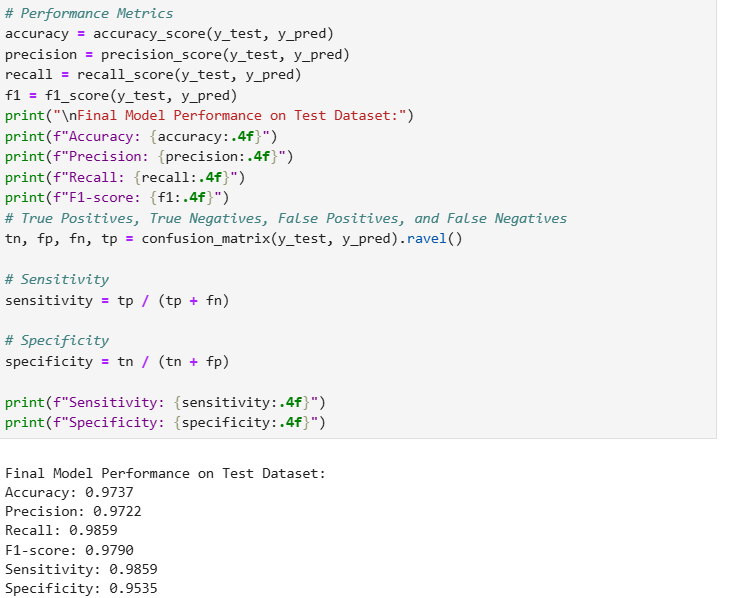 # Performance Metrics
accuracy = accuracy_score(y_test, y_pred)
precision = precision_score(y_test, y_pred)
recall = recall_score(y_test, y_pred)
f1 = f1_score(y_test, y_pred)
print("\nFinal Model Performance on Test Dataset:")
print(f"Accuracy: {accuracy:.4f}")
print(f"Precision: {precision:.4f}")
print(f"Recall: {recall:.4f}")
print(f"F1-score: {f1:.4f}")
# True Positives, True Negatives, False Positives, and False Negatives
tn, fp, fn, tp = confusion_matrix(y_test, y_pred).ravel()
# Sensitivity
sensitivity = tp / (tp + fn)
# Specificity
specificity = tn / (tn + fp)
print(f"Sensitivity: {sensitivity:.4f}")
print(f"Specificity: {specificity:.4f}")
Final Model Performance on Test Dataset:
Accuracy: 0.9737
Precision: 0.9722
Recall: 0.9859
F1-score: 0.9790
Sensitivity: 0.9859
Specificity: 0.9535